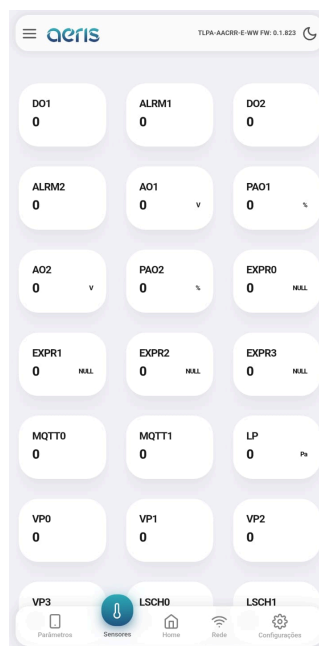 aeris
TLPA-AACRR-E-WW FW: 0.1.823
DO1 ALRM1 DO2
0 0 0
ALRM2 AO1 PAO1
0 0 V 0 %
AO2 PAO2 EXPR0
0 V 0 % 0 NULL
EXPR1 EXPR2 EXPR3
0 NULL 0 NULL 0 NULL
MQTT0 MQTT1 LP
0 0 0 Pa
VP0 VP1 VP2
0 0 0
VP3 LSCH0 LSCH1
Parâmetros Sensores Home Rede Configurações